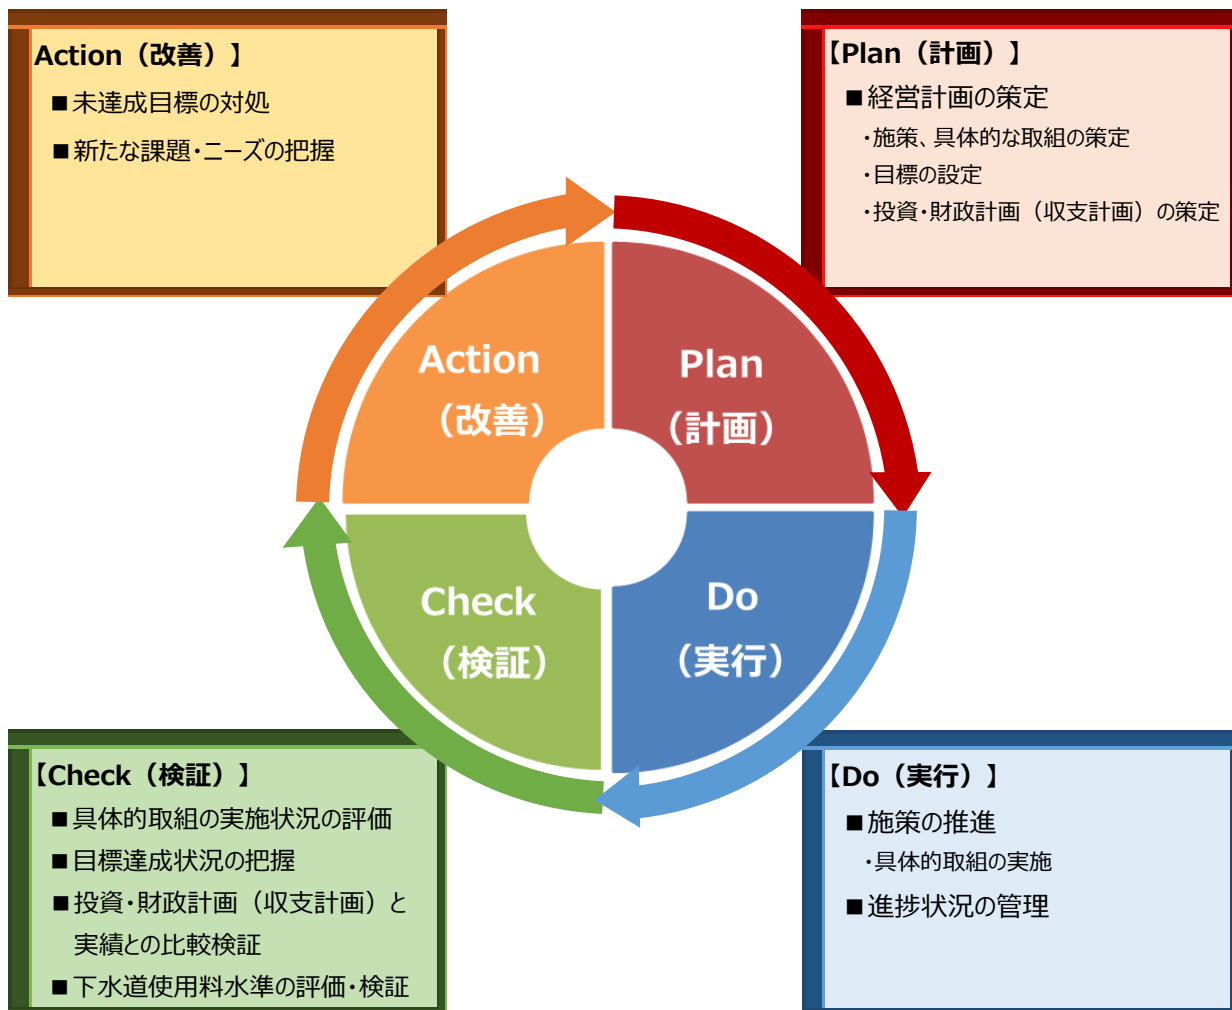 Action（改善）】
■未達成目標の対処
■新たな課題・ニーズの把握
【Plan（計画）】
■経営計画の策定
・施策、具体的な取組の策定
・目標の設定
・投資・財政計画（収支計画）の策定
Action
（改善）
Plan
（計画）
Check
（検証）
Do
（実行）
【Check（検証）】
■具体的取組の実施状況の評価
■目標達成状況の把握
■投資・財政計画（収支計画）と
実績との比較検証
■下水道使用料水準の評価・検証
【Do（実行）】
■施策の推進
・具体的取組の実施
■進捗状況の管理